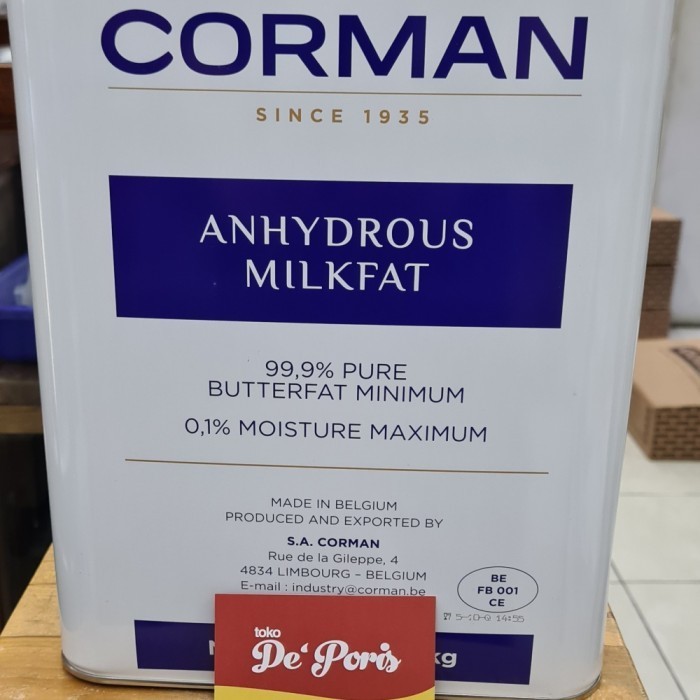 CORMAN
SINCE 1935
ANHYDROUS
MILKFAT
99,9% PURE
BUTTERFAT MINIMUM
0,1% MOISTURE MAXIMUM
MADE IN BELGIUM
PRODUCED AND EXPORTED BY
S.A. CORMAN
Rue de la Gileppe, 4
4834 LIMBOURG – BELGIUM
E-mail : industry@corman.be
BE
FB 001
CE
14:55
toko
De' Poris
kg